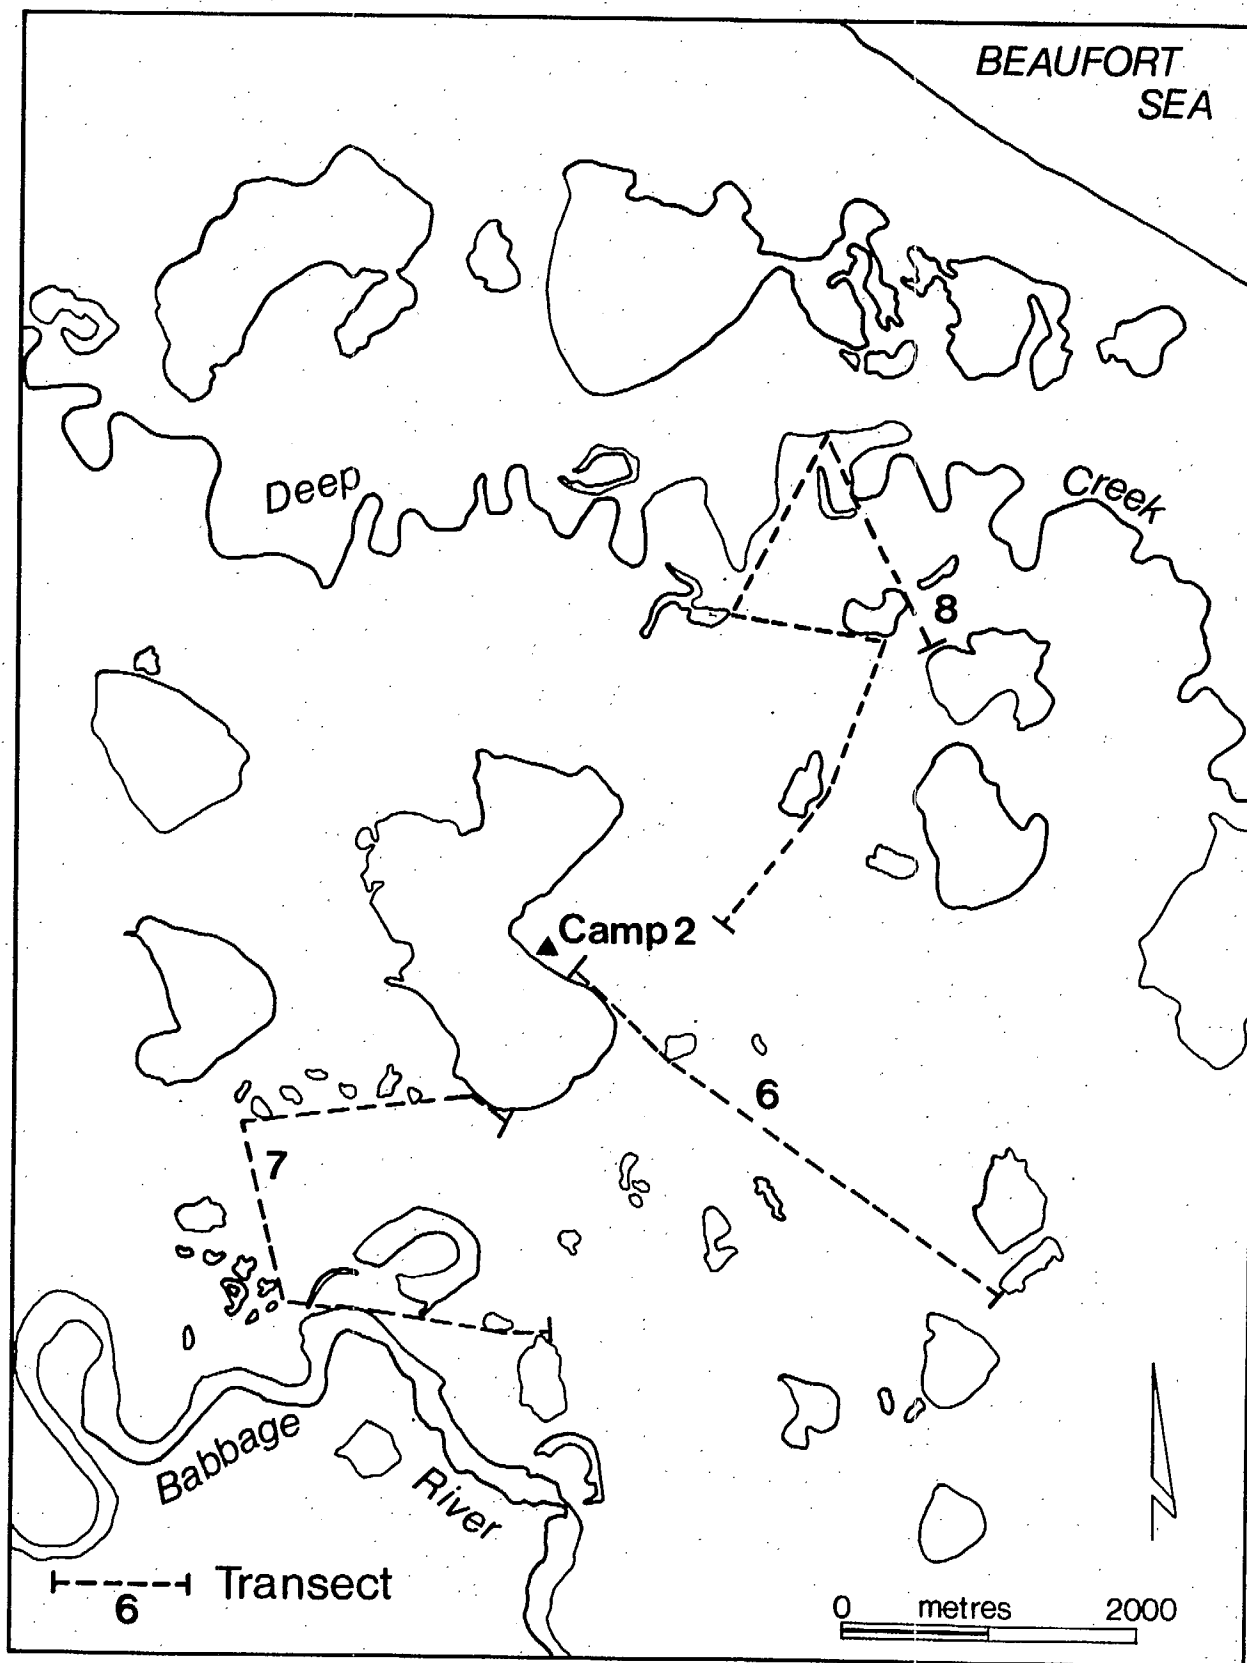 BEAUFORT
SEA
Deep
Creek
8
Camp 2
6
7
Babbage
River
Transect
6
0 metres 2000